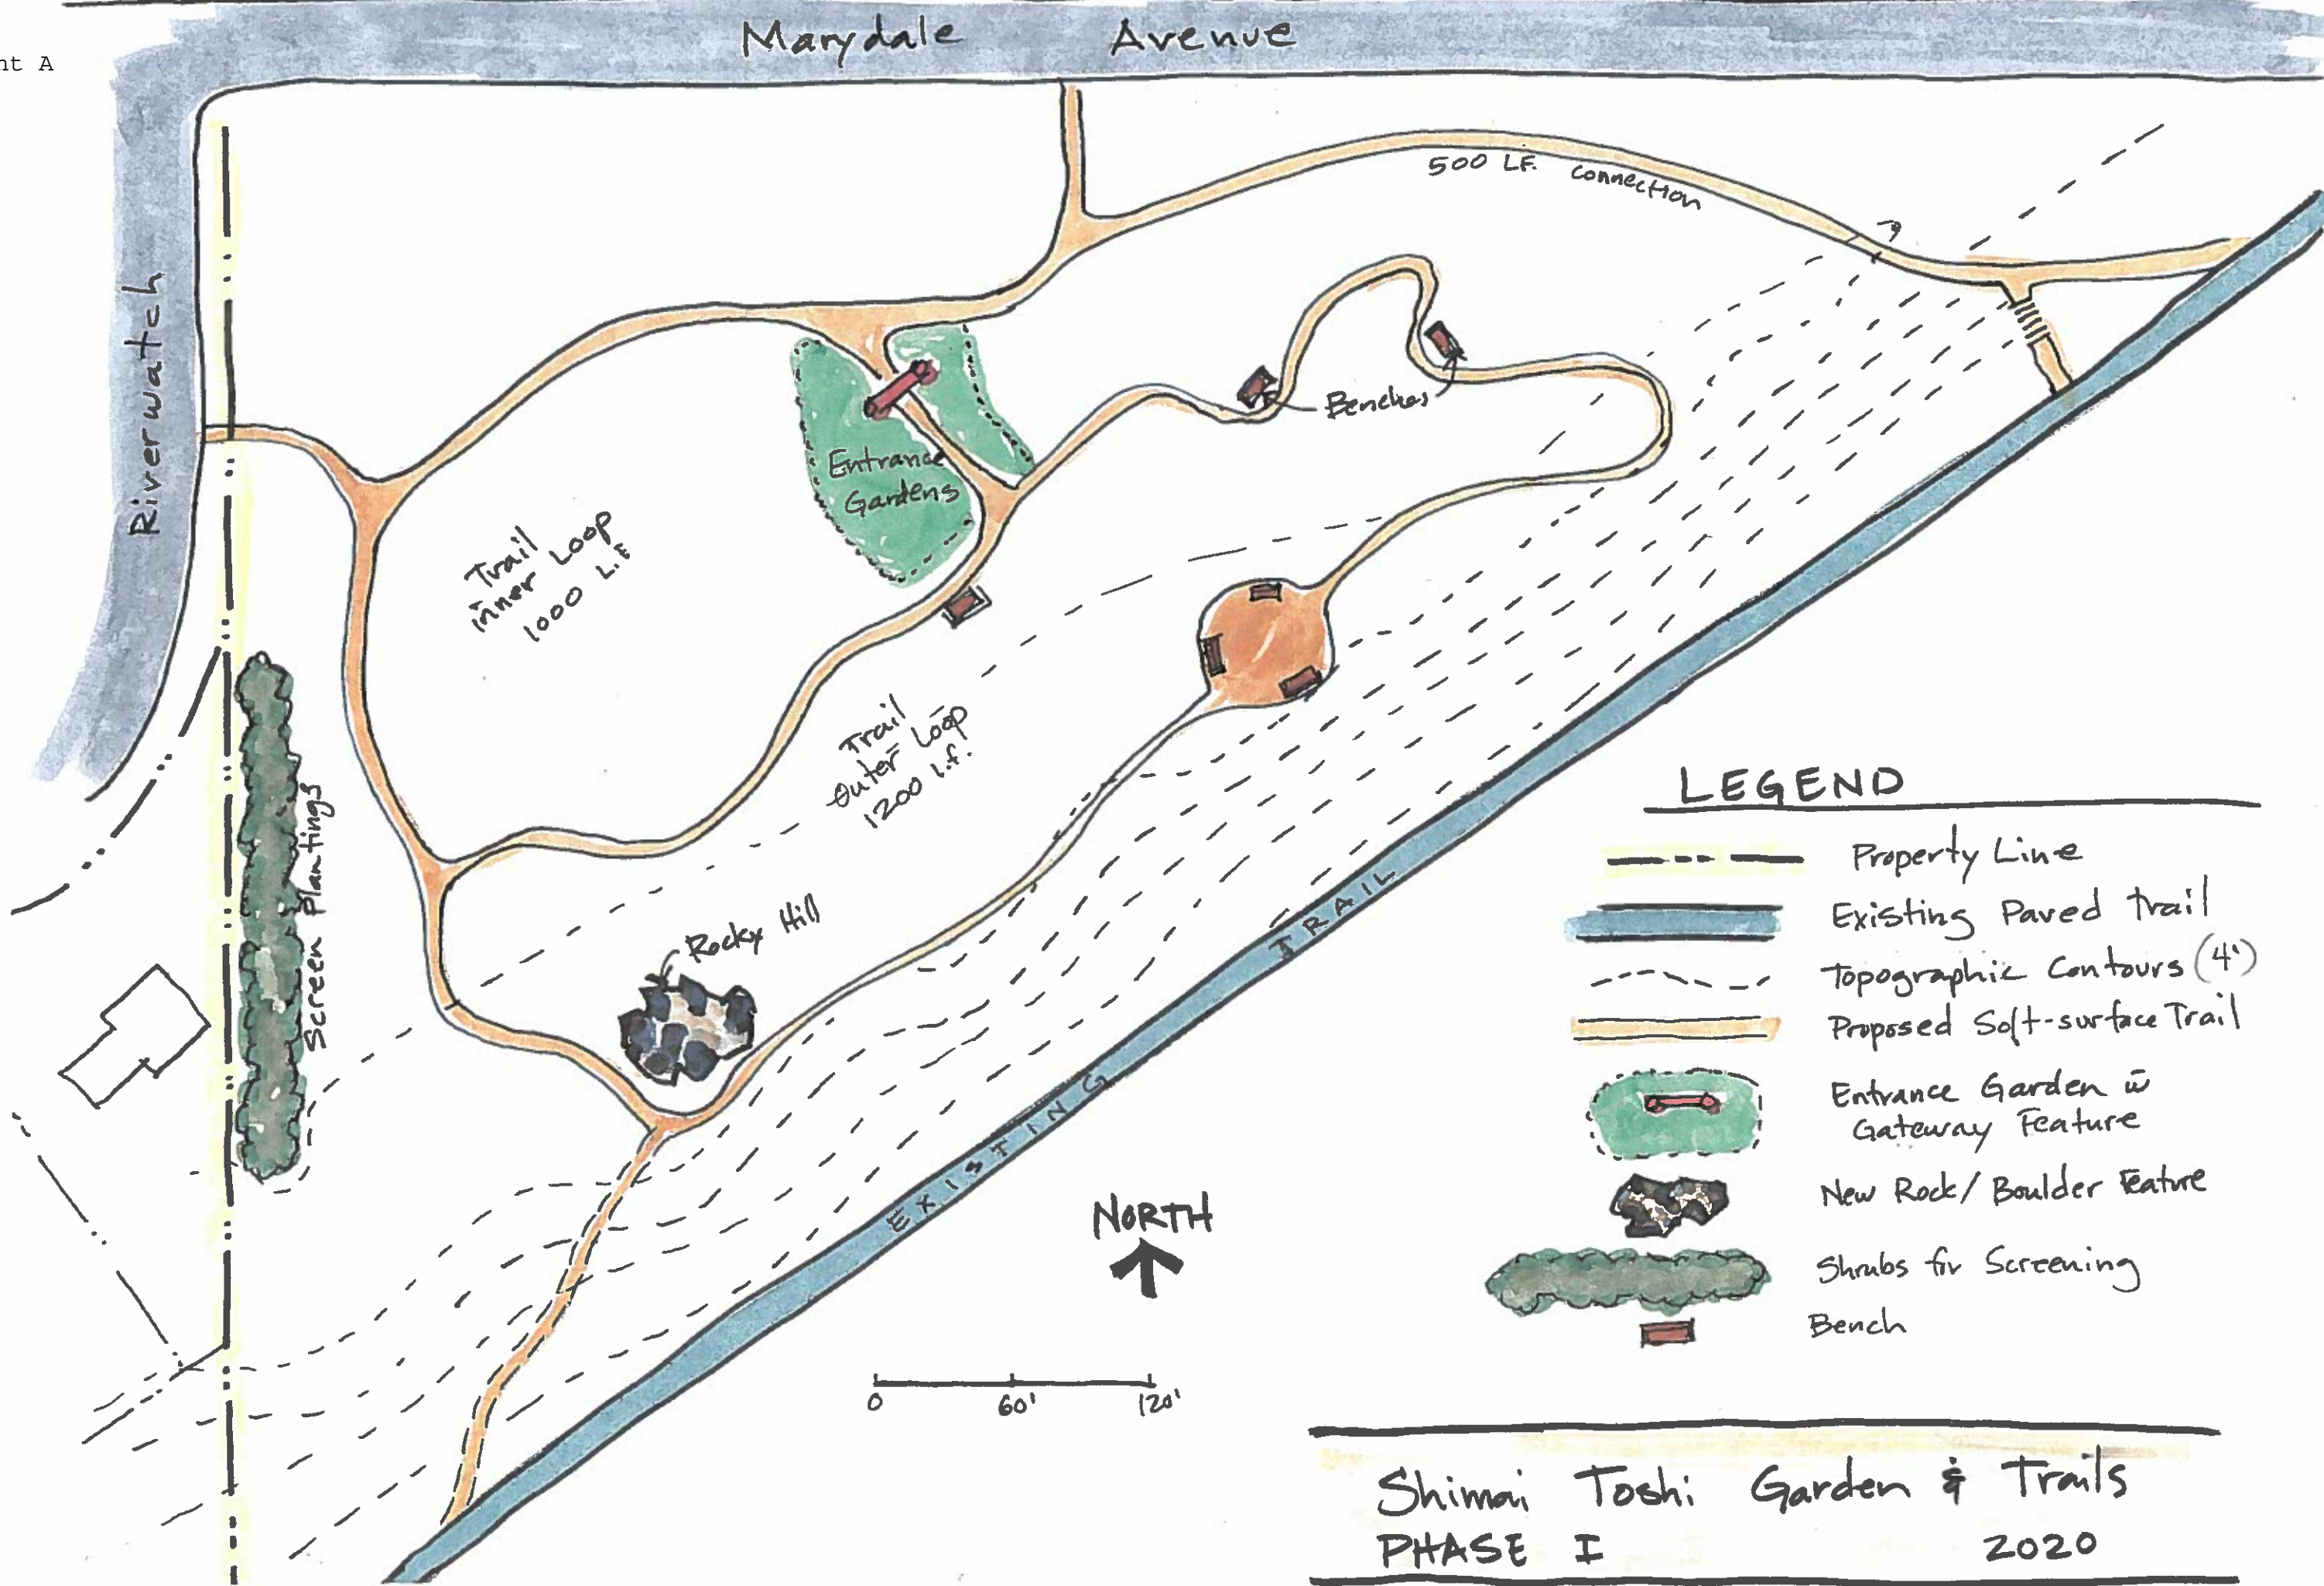 Marydale Avenue
nt A
500 LF. connection
Riverwatch
Benches
Entrance
Gardens
Trail
inner Loop
1000 L.F
Trail
Outer Loop
1200 l.f.
Screen Plantings
Rocky Hill
EXISTING TRAIL
NORTH
0 60' 120'
LEGEND
Property Line
Existing Paved trail
Topographic Contours (4')
Proposed Soft-surface Trail
Entrance Garden w̄
Gateway Feature
New Rock/Boulder Feature
Shrubs for Screening
Bench
Shimai Toshi Garden & Trails
PHASE I 2020